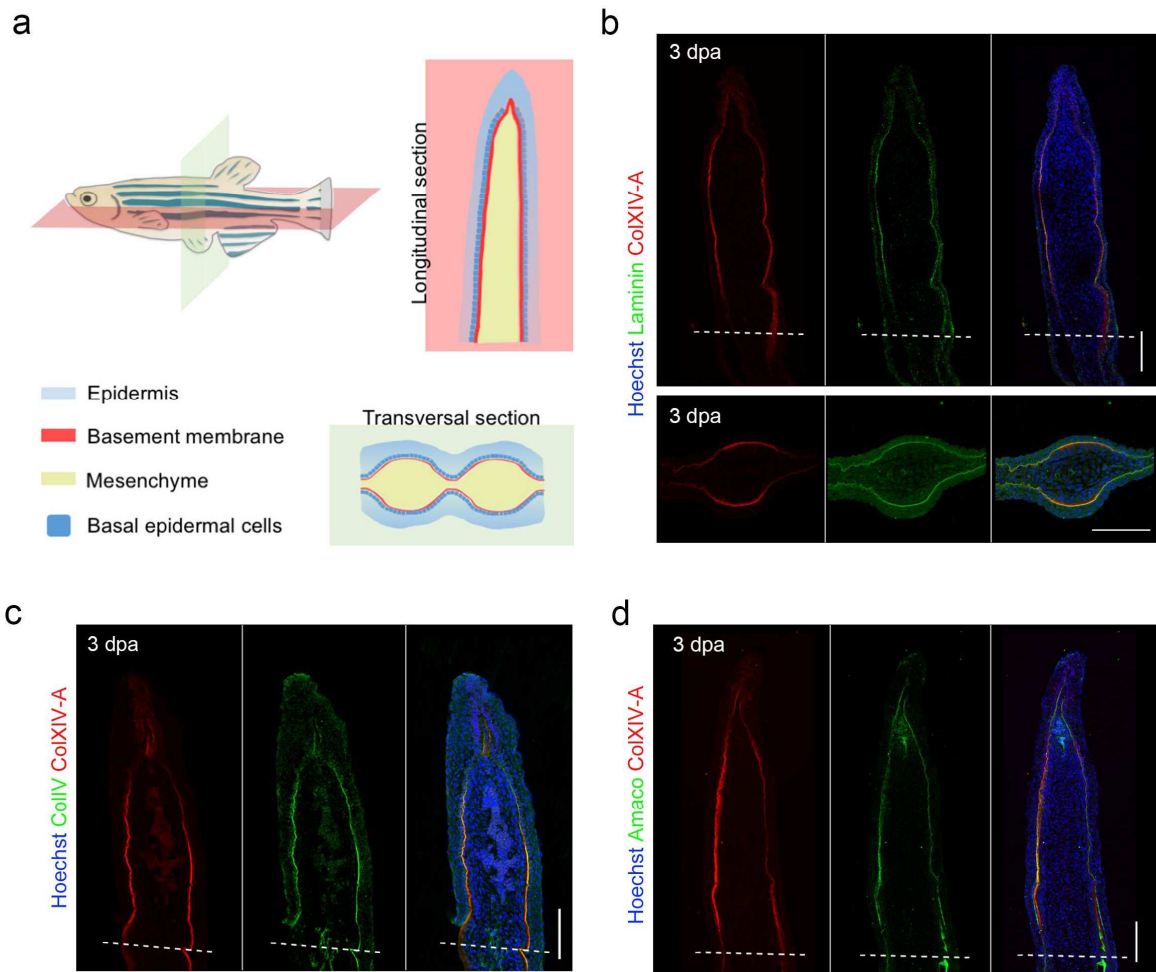 a
Longitudinal section
Epidermis
Basement membrane
Mesenchyme
Basal epidermal cells
Transversal section
b
Hoechst Laminin ColXIV-A
3 dpa
3 dpa
c
Hoechst ColIV ColXIV-A
3 dpa
d
Hoechst Amaco ColXIV-A
3 dpa